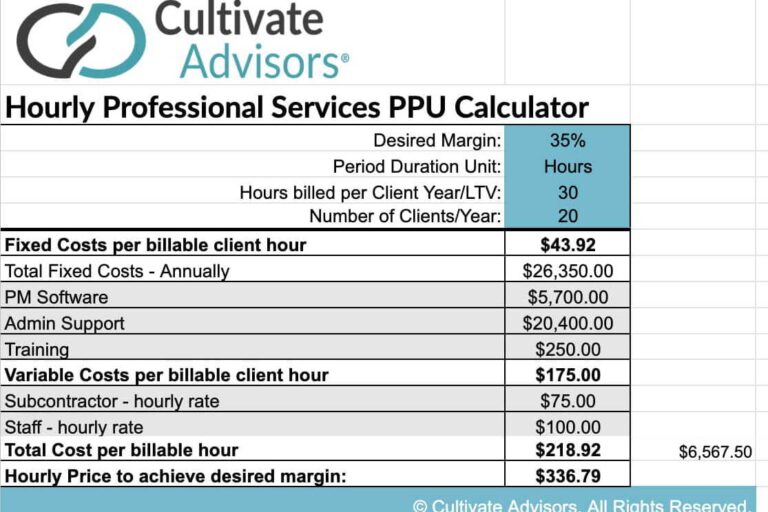 Cultivate
Advisors®
Hourly Professional Services PPU Calculator
Desired Margin: 35%
Period Duration Unit: Hours
Hours billed per Client Year/LTV: 30
Number of Clients/Year: 20
Fixed Costs per billable client hour $43.92
Total Fixed Costs - Annually $26,350.00
PM Software $5,700.00
Admin Support $20,400.00
Training $250.00
Variable Costs per billable client hour $175.00
Subcontractor - hourly rate $75.00
Staff - hourly rate $100.00
Total Cost per billable hour $218.92 $6,567.50
Hourly Price to achieve desired margin: $336.79
© Cultivate Advisors. All Rights Reserved.